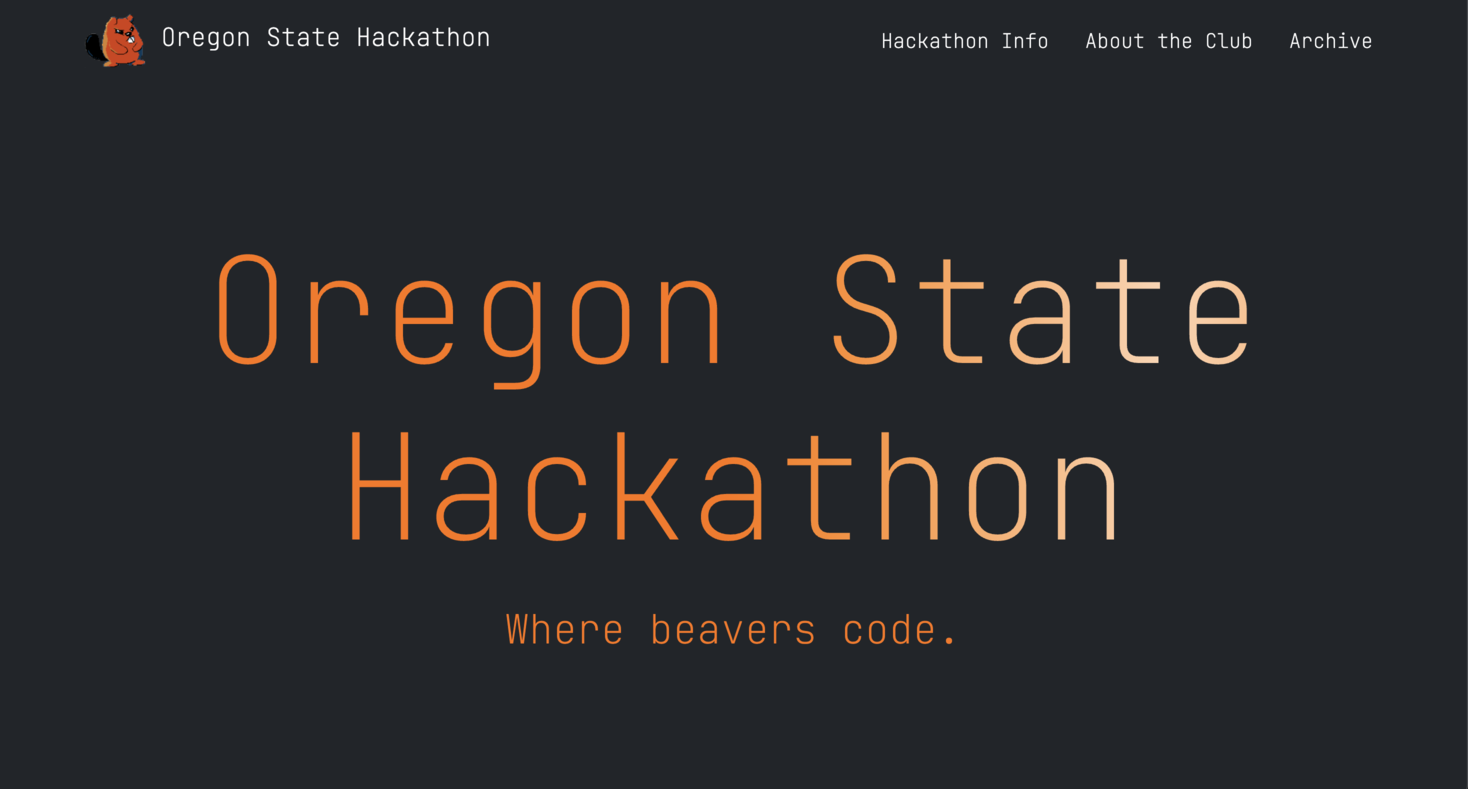 Oregon State Hackathon
Hackathon Info About the Club Archive
Oregon State
Hackathon
Where beavers code.